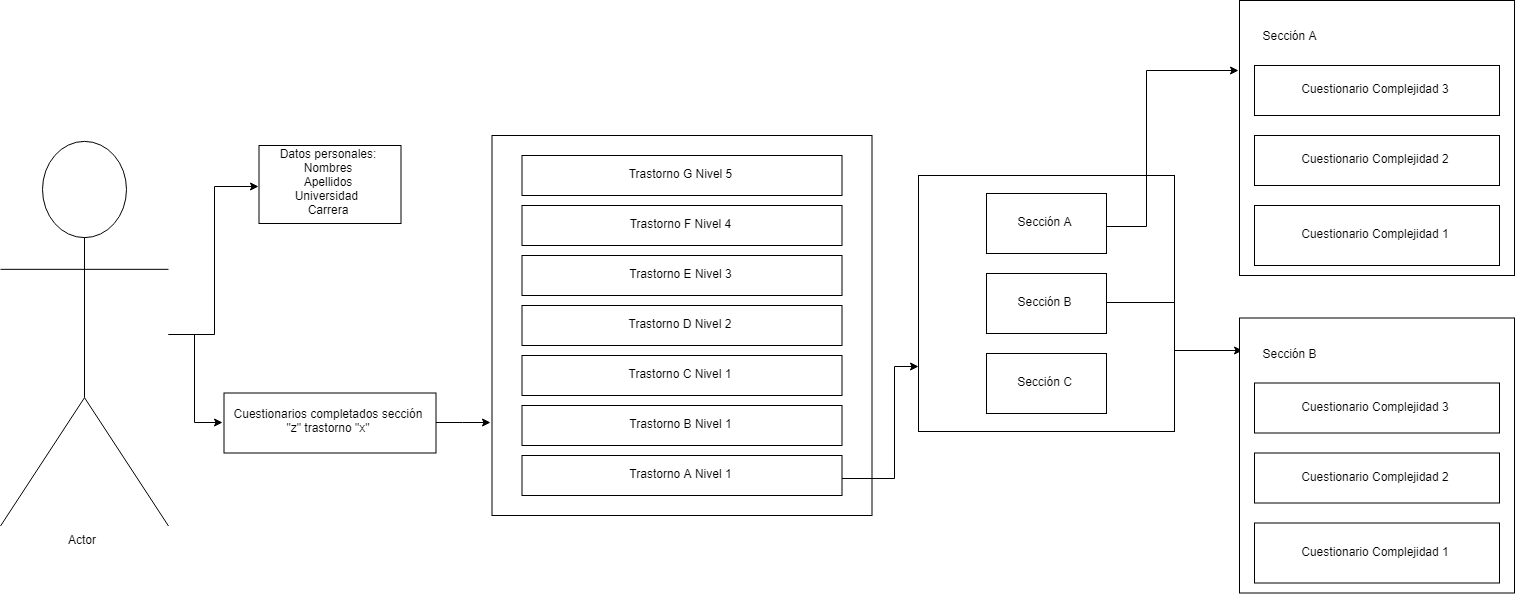 Actor
Datos personales:
Nombres
Apellidos
Universidad
Carrera
Cuestionarios completados sección
"z" trastorno "x"
Trastorno G Nivel 5
Trastorno F Nivel 4
Trastorno E Nivel 3
Trastorno D Nivel 2
Trastorno C Nivel 1
Trastorno B Nivel 1
Trastorno A Nivel 1
Sección A
Sección B
Sección C
Sección A
Cuestionario Complejidad 3
Cuestionario Complejidad 2
Cuestionario Complejidad 1
Sección B
Cuestionario Complejidad 3
Cuestionario Complejidad 2
Cuestionario Complejidad 1